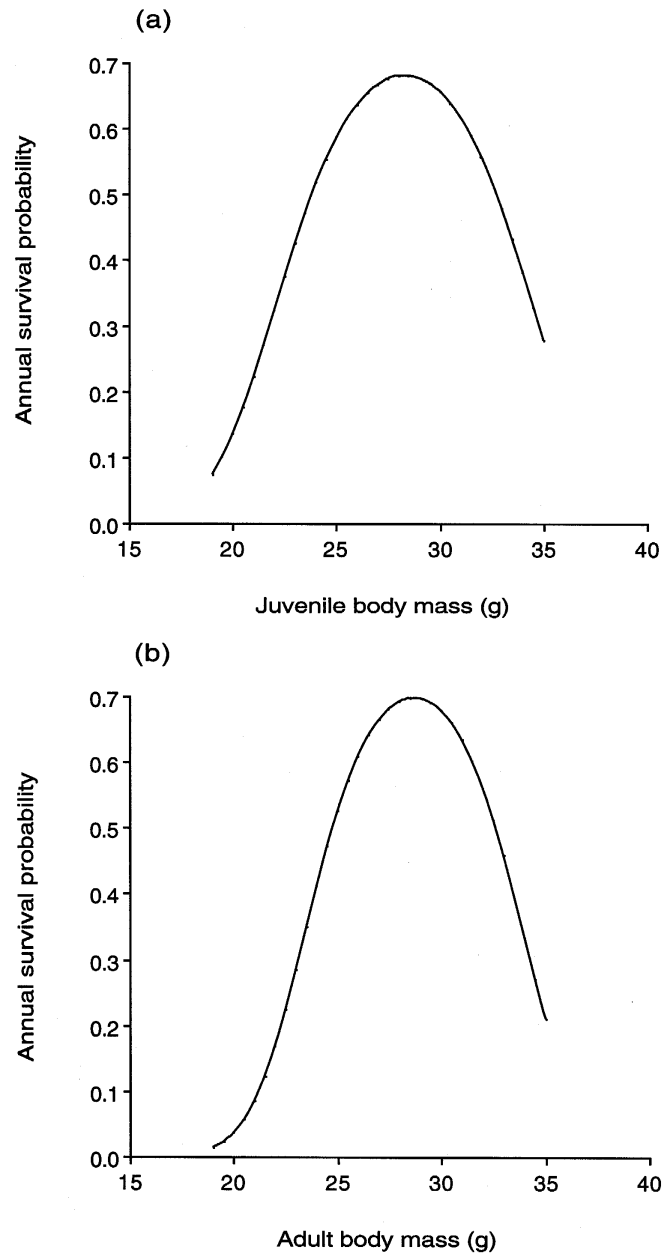 (a)
Annual survival probability
0.7
0.6
0.5
0.4
0.3
0.2
0.1
0.0
15 20 25 30 35 40
Juvenile body mass (g)
(b)
Annual survival probability
0.7
0.6
0.5
0.4
0.3
0.2
0.1
0.0
15 20 25 30 35 40
Adult body mass (g)